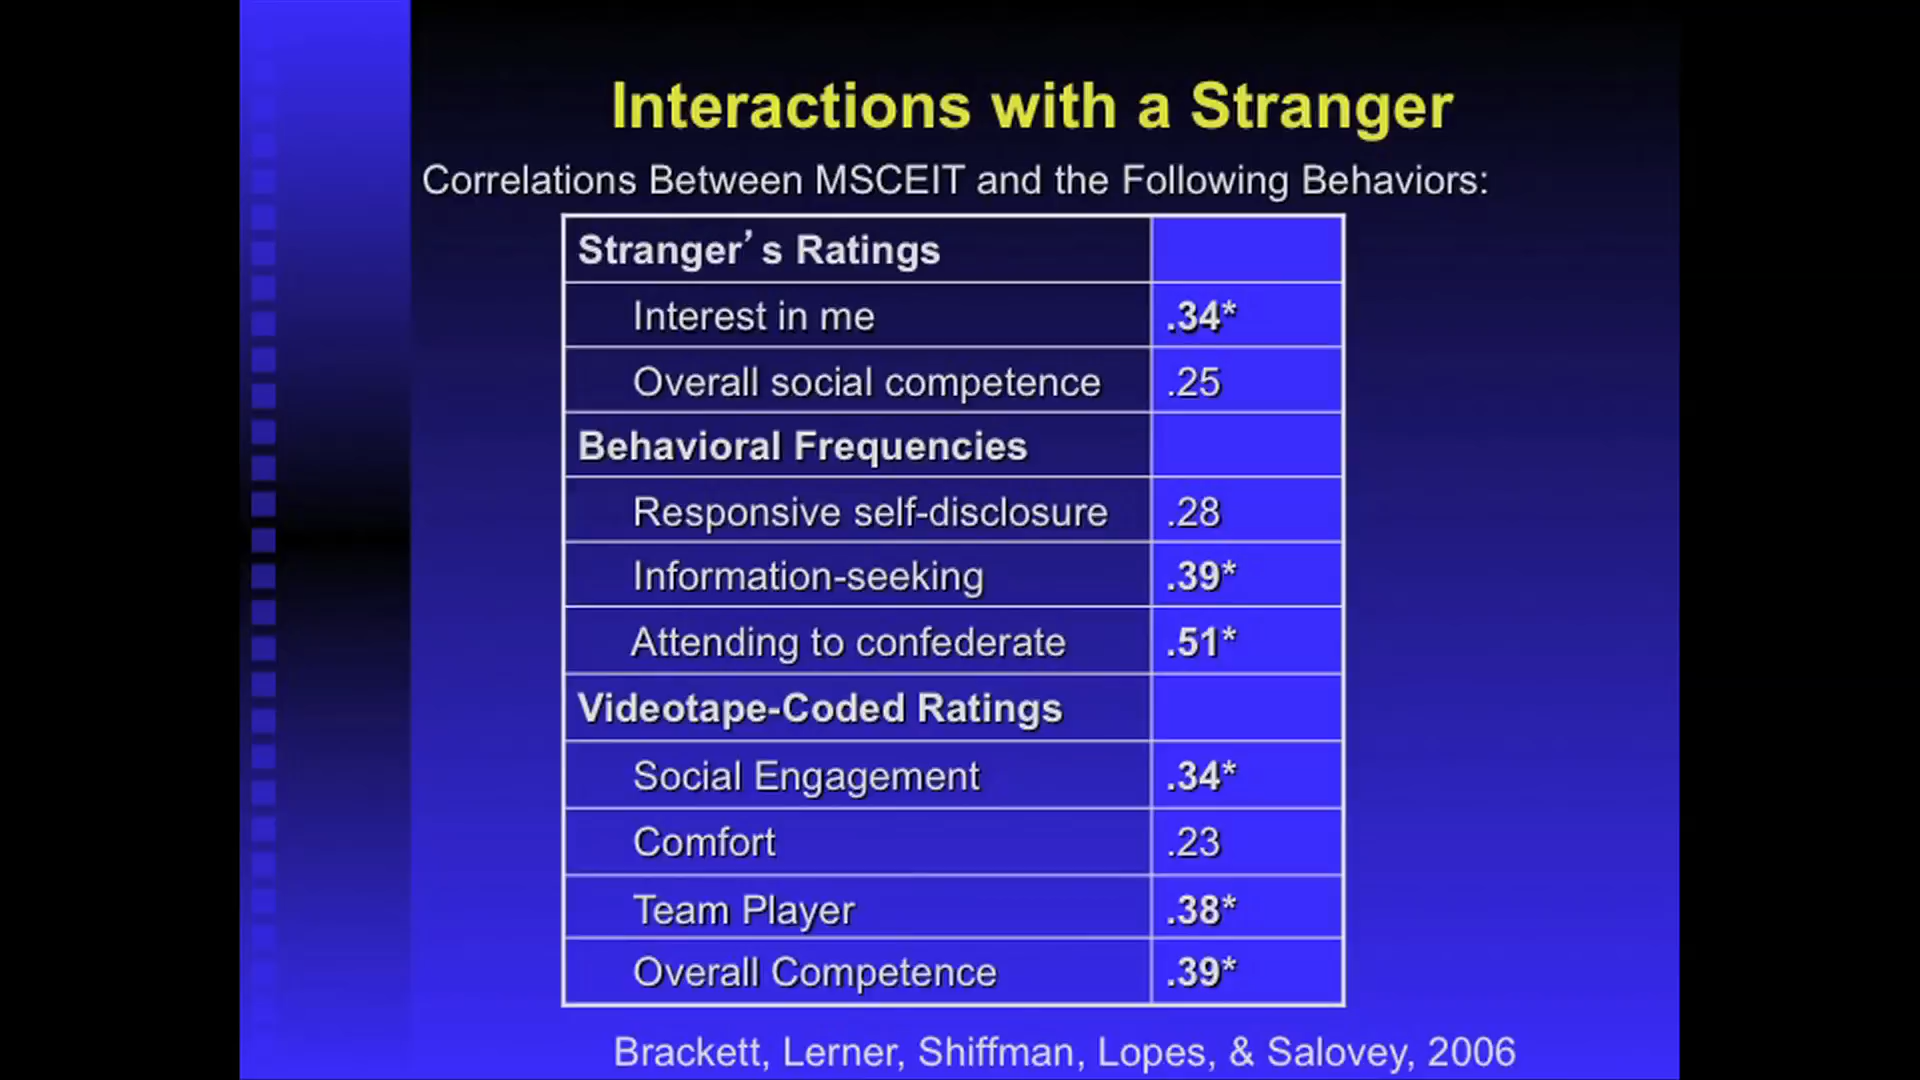 Interactions with a Stranger
Correlations Between MSCEIT and the Following Behaviors:
Stranger’s Ratings
Interest in me .34*
Overall social competence .25
Behavioral Frequencies
Responsive self-disclosure .28
Information-seeking .39*
Attending to confederate .51*
Videotape-Coded Ratings
Social Engagement .34*
Comfort .23
Team Player .38*
Overall Competence .39*
Brackett, Lerner, Shiffman, Lopes, & Salovey, 2006